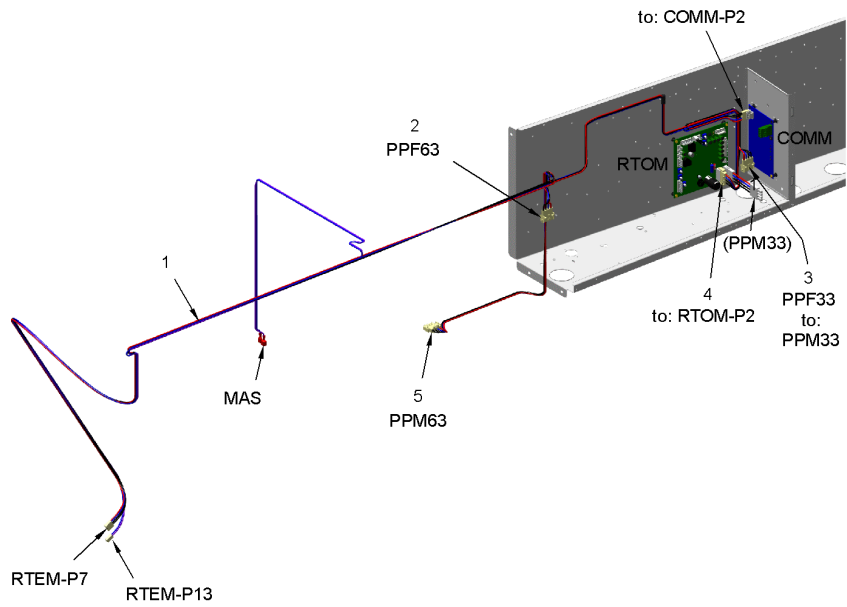 to: COMM-P2
2
PPF63
COMM
RTOM
(PPM33)
1
3
PPF33
to:
PPM33
4
to: RTOM-P2
MAS
5
PPM63
RTEM-P7
RTEM-P13